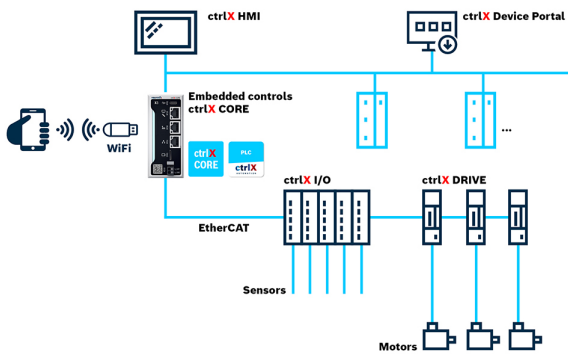 ctrlX HMI
ctrlX Device Portal
Embedded controls
ctrlX CORE
WiFi
ctrlX
CORE
PLC
ctrlX
AUTOMATION
...
ctrlX I/O
ctrlX DRIVE
EtherCAT
Sensors
Motors